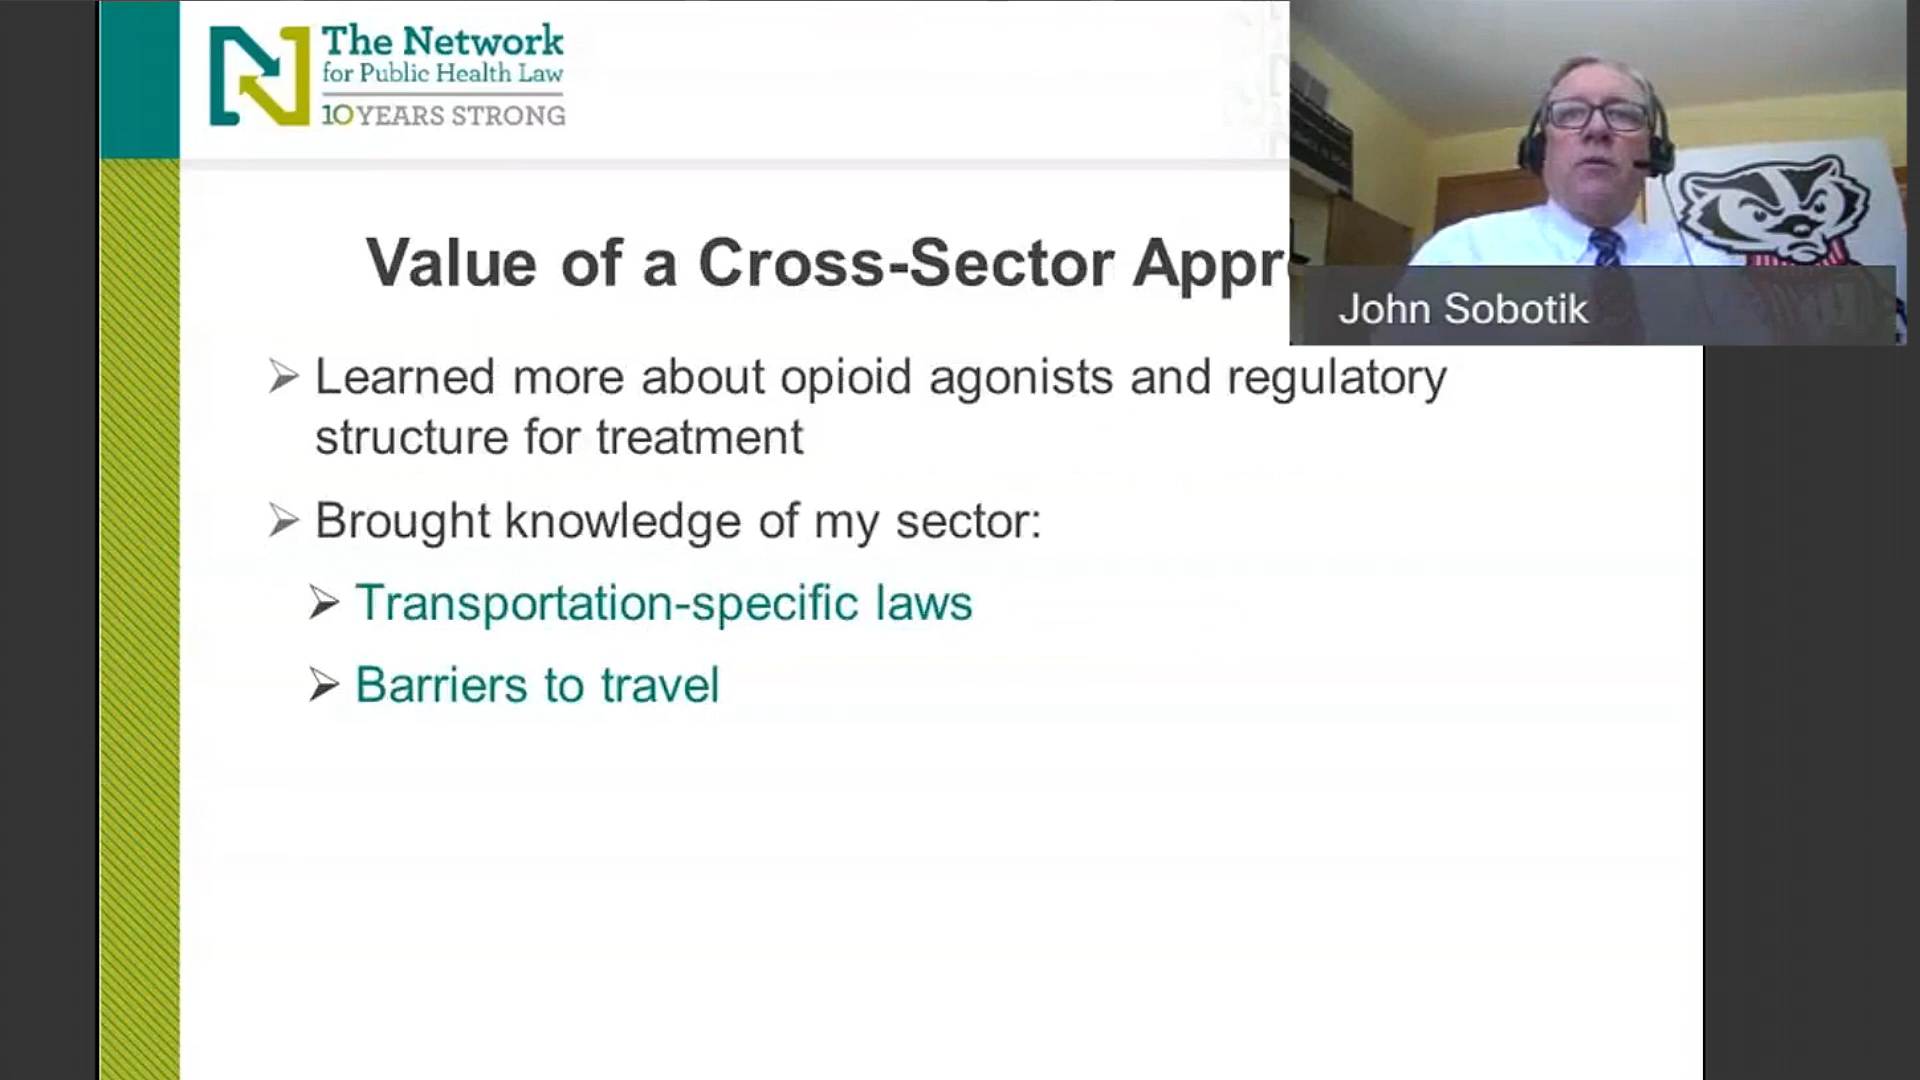 The Network
for Public Health Law
10 YEARS STRONG
Value of a Cross-Sector Appr
John Sobotik
➢ Learned more about opioid agonists and regulatory
structure for treatment
➢ Brought knowledge of my sector:
➢ Transportation-specific laws
➢ Barriers to travel